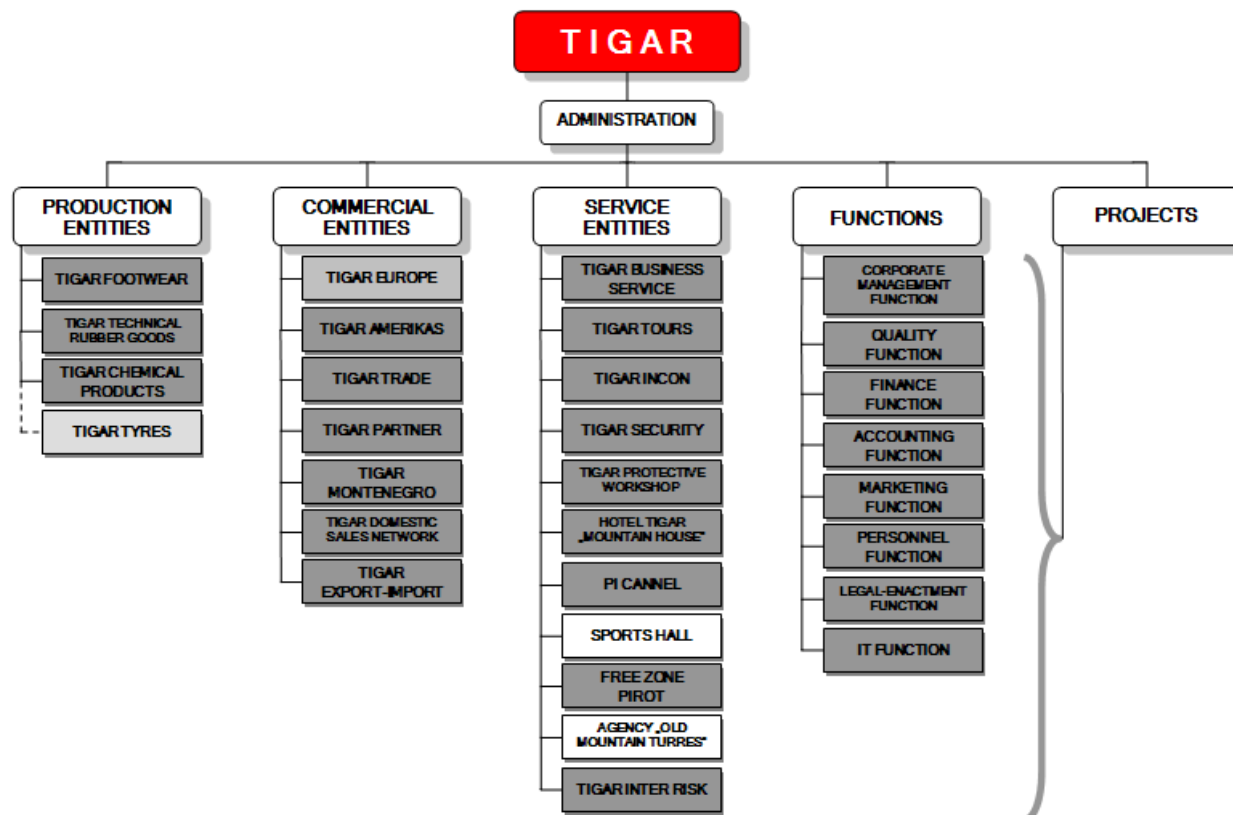 TIGAR
ADMINISTRATION
PRODUCTION
ENTITIES
TIGAR FOOTWEAR
TIGAR TECHNICAL
RUBBER GOODS
TIGAR CHEMICAL
PRODUCTS
TIGAR TYRES
COMMERCIAL
ENTITIES
TIGAR EUROPE
TIGAR AMERIKAS
TIGAR TRADE
TIGAR PARTNER
TIGAR
MONTENEGRO
TIGAR DOMESTIC
SALES NETWORK
TIGAR
EXPORT-IMPORT
SERVICE
ENTITIES
TIGAR BUSINESS
SERVICE
TIGAR TOURS
TIGAR INCON
TIGAR SECURITY
TIGAR PROTECTIVE
WORKSHOP
HOTEL TIGAR
„MOUNTAIN HOUSE"
PI CANNEL
SPORTS HALL
FREE ZONE
PIROT
AGENCY „OLD
MOUNTAIN TURRES"
TIGAR INTER RISK
FUNCTIONS
CORPORATE
MANAGEMENT
FUNCTION
QUALITY
FUNCTION
FINANCE
FUNCTION
ACCOUNTING
FUNCTION
MARKETING
FUNCTION
PERSONNEL
FUNCTION
LEGAL-ENACTMENT
FUNCTION
IT FUNCTION
PROJECTS